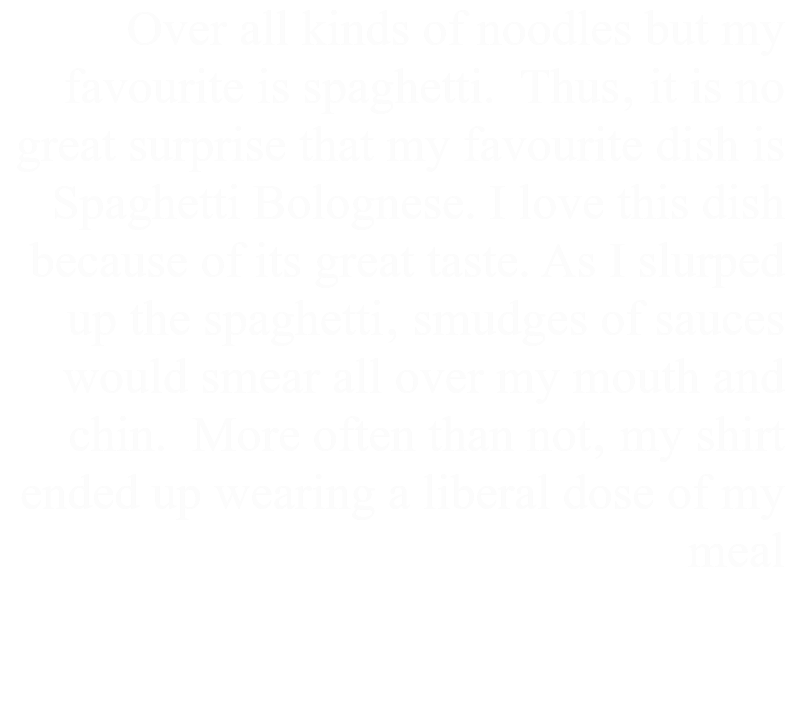 Over all kinds of noodles but my
favourite is spaghetti.  Thus, it is no
great surprise that my favourite dish is
Spaghetti Bolognese. I love this dish
because of its great taste. As I slurped
up the spaghetti, smudges of sauces
would smear all over my mouth and
chin.  More often than not, my shirt
ended up wearing a liberal dose of my
meal